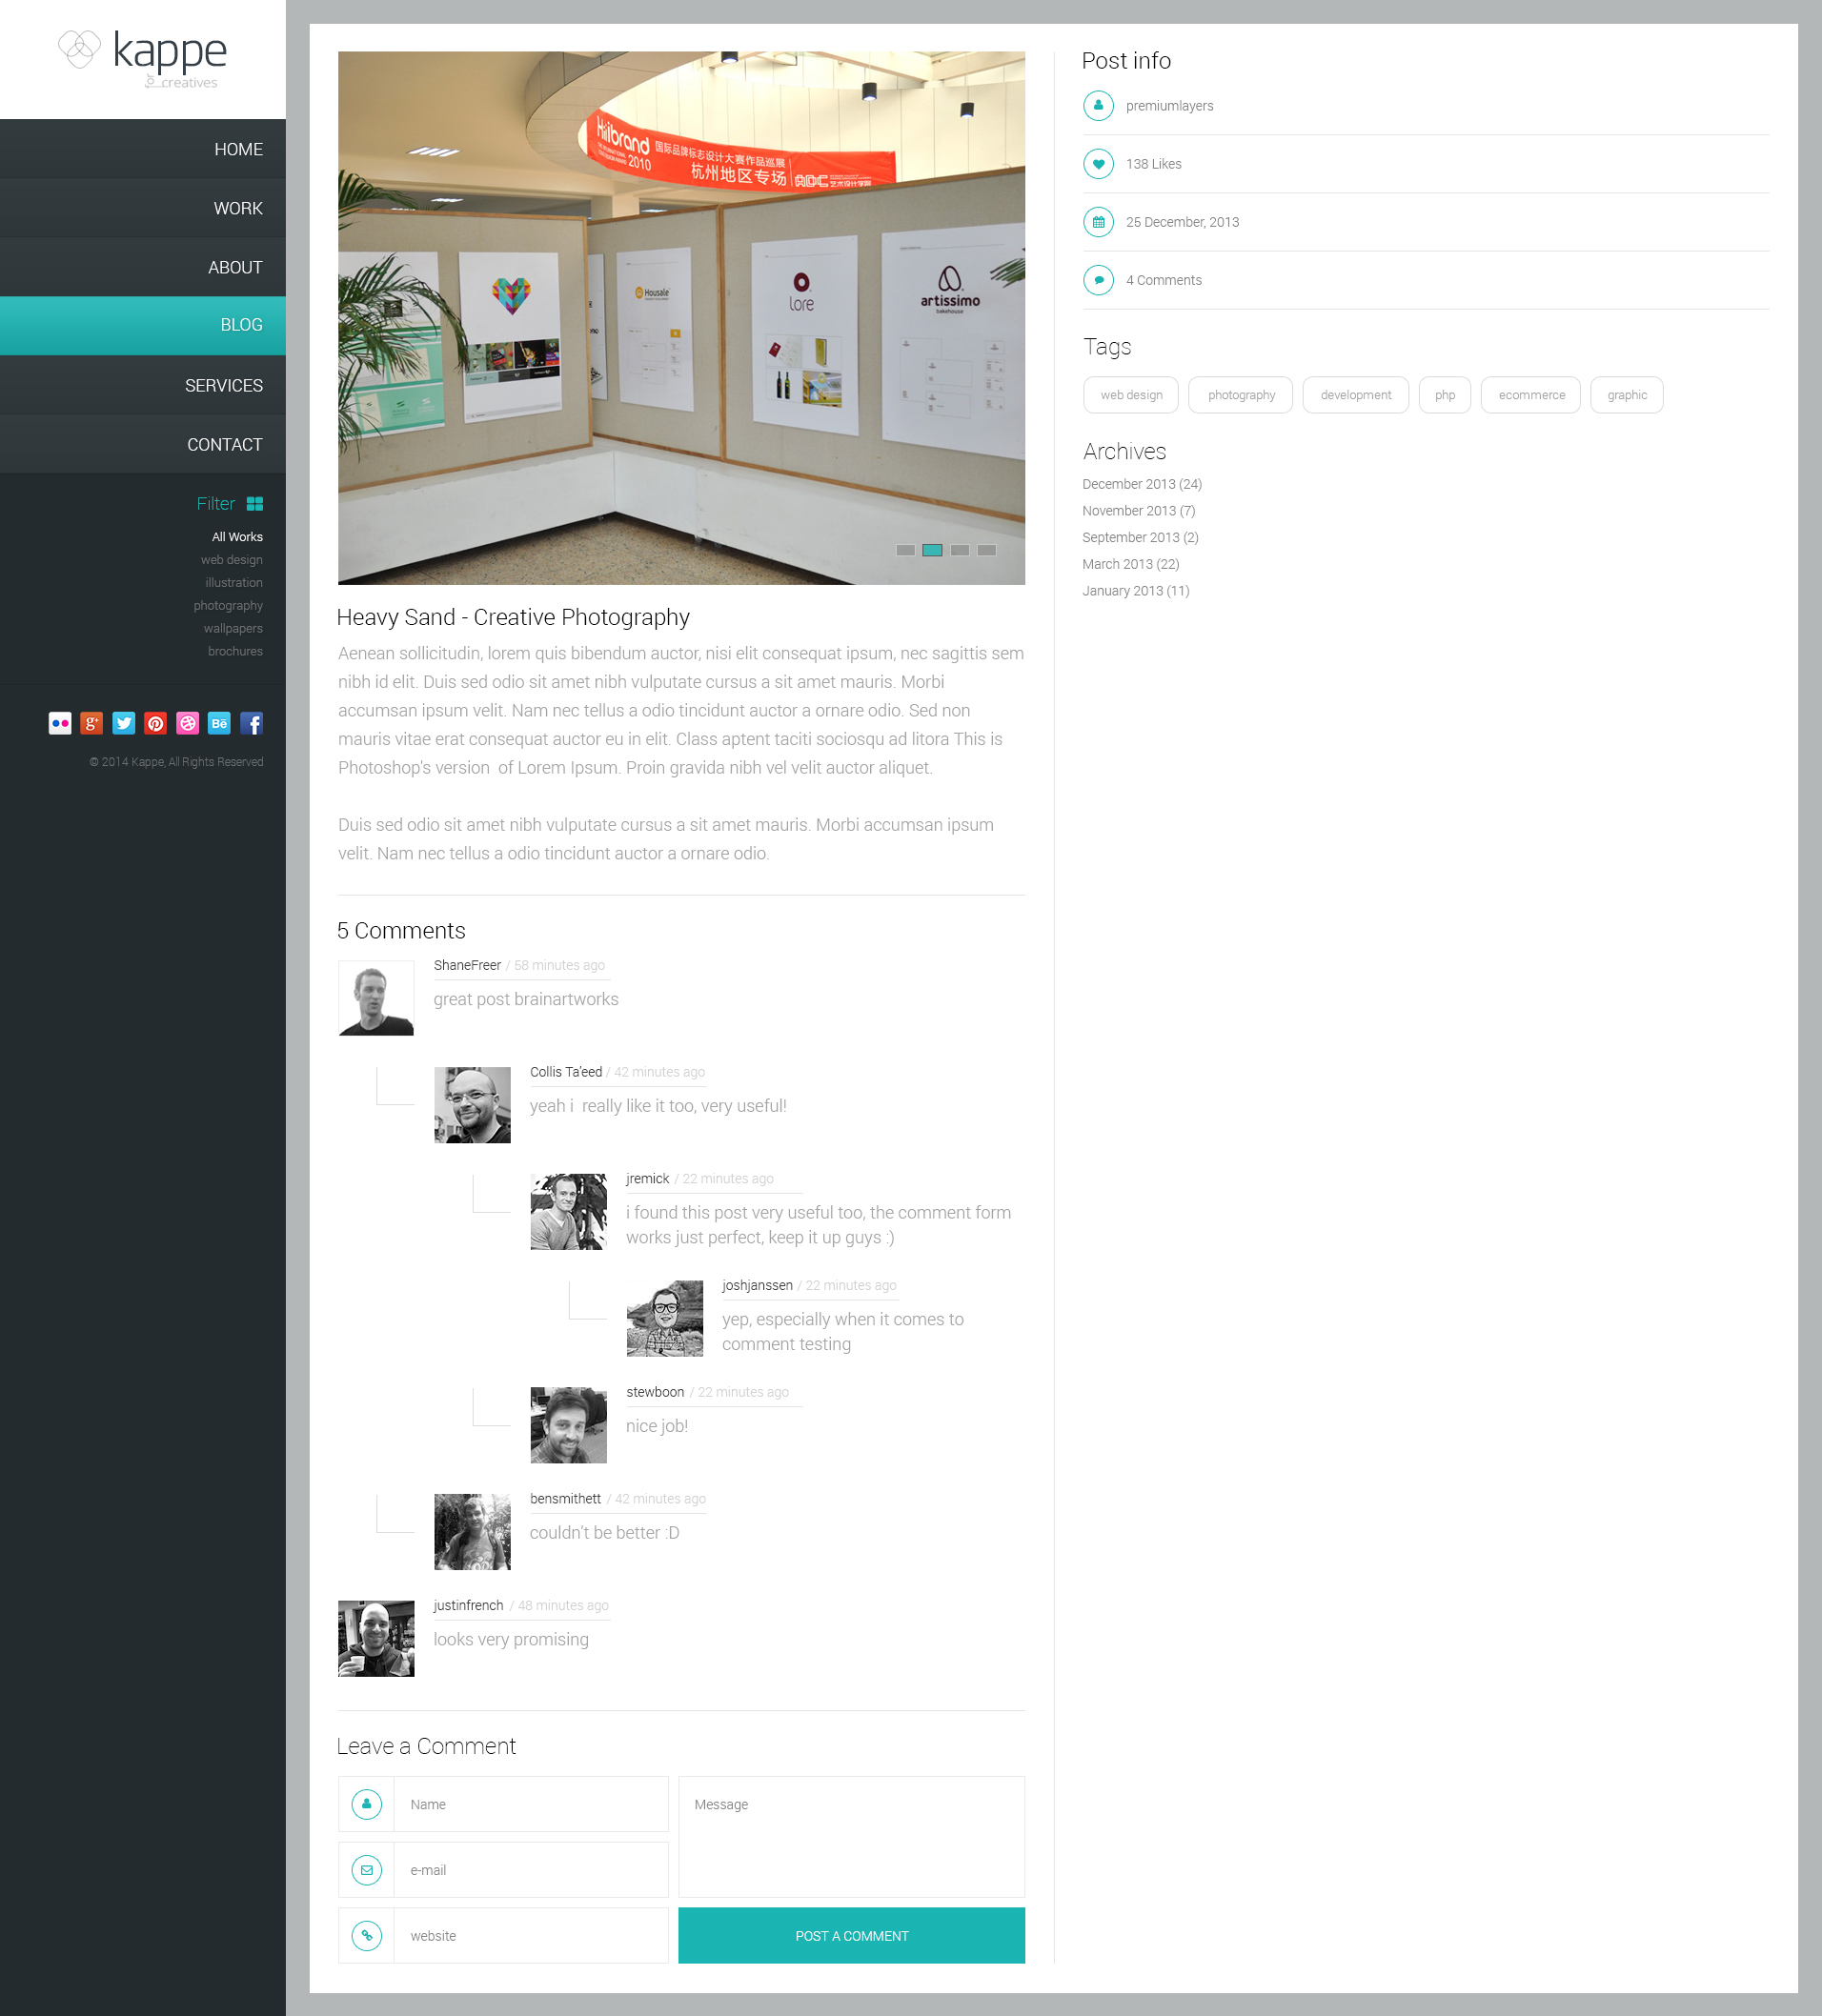 kappe
for creatives
HOME
WORK
ABOUT
BLOG
SERVICES
CONTACT
Filter
All Works
web design
illustration
photography
wallpapers
brochures
g+
Bē
f
© 2014 Kappe, All Rights Reserved
Hiibrand
INTERNATIONAL
2010
国际品牌标志设计大赛作品巡展
杭州地区专场
ADC
艺术设计学院
Housale
lore
artissimo
bakehouse
Heavy Sand - Creative Photography
Aenean sollicitudin, lorem quis bibendum auctor, nisi elit consequat ipsum, nec sagittis sem
nibh id elit. Duis sed odio sit amet nibh vulputate cursus a sit amet mauris. Morbi
accumsan ipsum velit. Nam nec tellus a odio tincidunt auctor a ornare odio. Sed non
mauris vitae erat consequat auctor eu in elit. Class aptent taciti sociosqu ad litora This is
Photoshop's version  of Lorem Ipsum. Proin gravida nibh vel velit auctor aliquet.
Duis sed odio sit amet nibh vulputate cursus a sit amet mauris. Morbi accumsan ipsum
velit. Nam nec tellus a odio tincidunt auctor a ornare odio.
5 Comments
ShaneFreer / 58 minutes ago
great post brainartworks
Collis Ta'eed / 42 minutes ago
yeah i  really like it too, very useful!
jremick / 22 minutes ago
i found this post very useful too, the comment form
works just perfect, keep it up guys :)
joshjanssen / 22 minutes ago
yep, especially when it comes to
comment testing
stewboon / 22 minutes ago
nice job!
bensmithett / 42 minutes ago
couldn't be better :D
justinfrench / 48 minutes ago
looks very promising
Leave a Comment
Name
e-mail
website
Message
POST A COMMENT
Post info
premiumlayers
138 Likes
25 December, 2013
4 Comments
Tags
web design
photography
development
php
ecommerce
graphic
Archives
December 2013 (24)
November 2013 (7)
September 2013 (2)
March 2013 (22)
January 2013 (11)